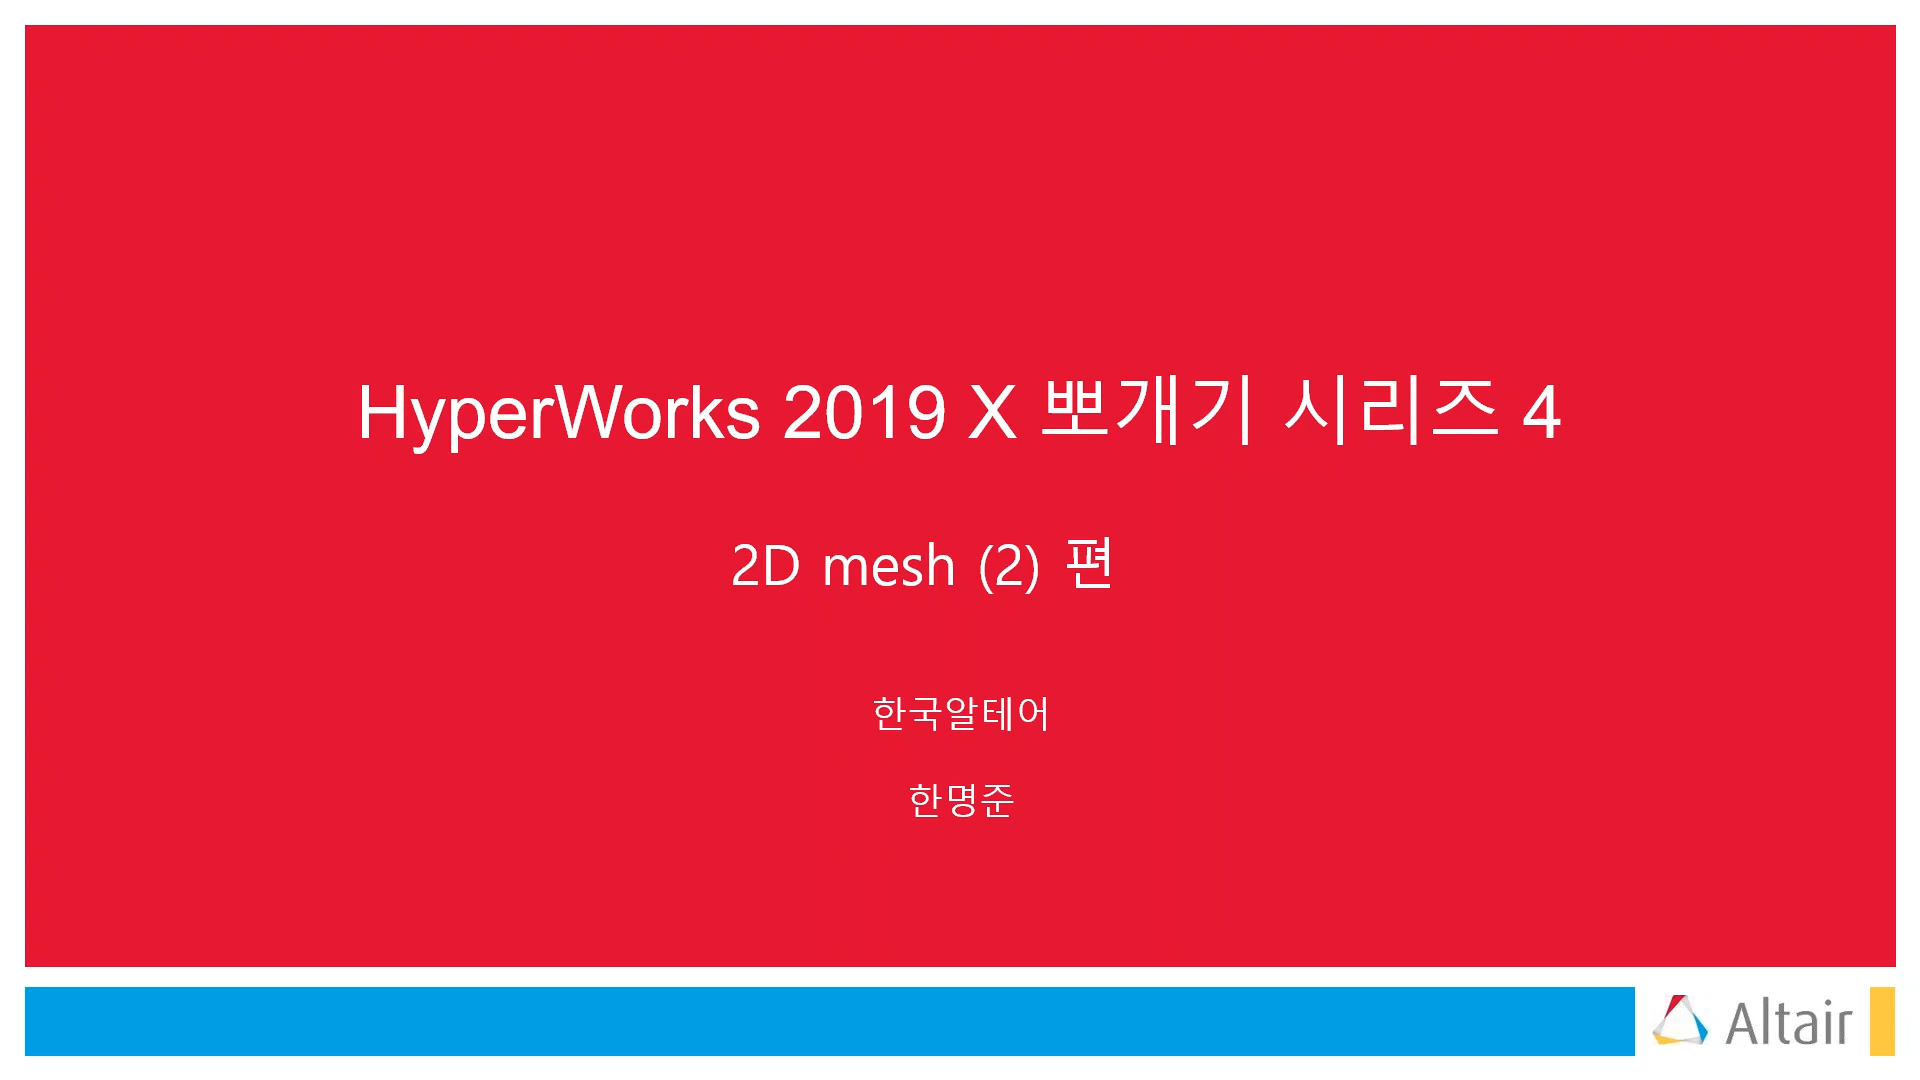 HyperWorks 2019 X 뽀개기 시리즈 4
2D mesh (2) 편
한국알테어
한명준
Altair